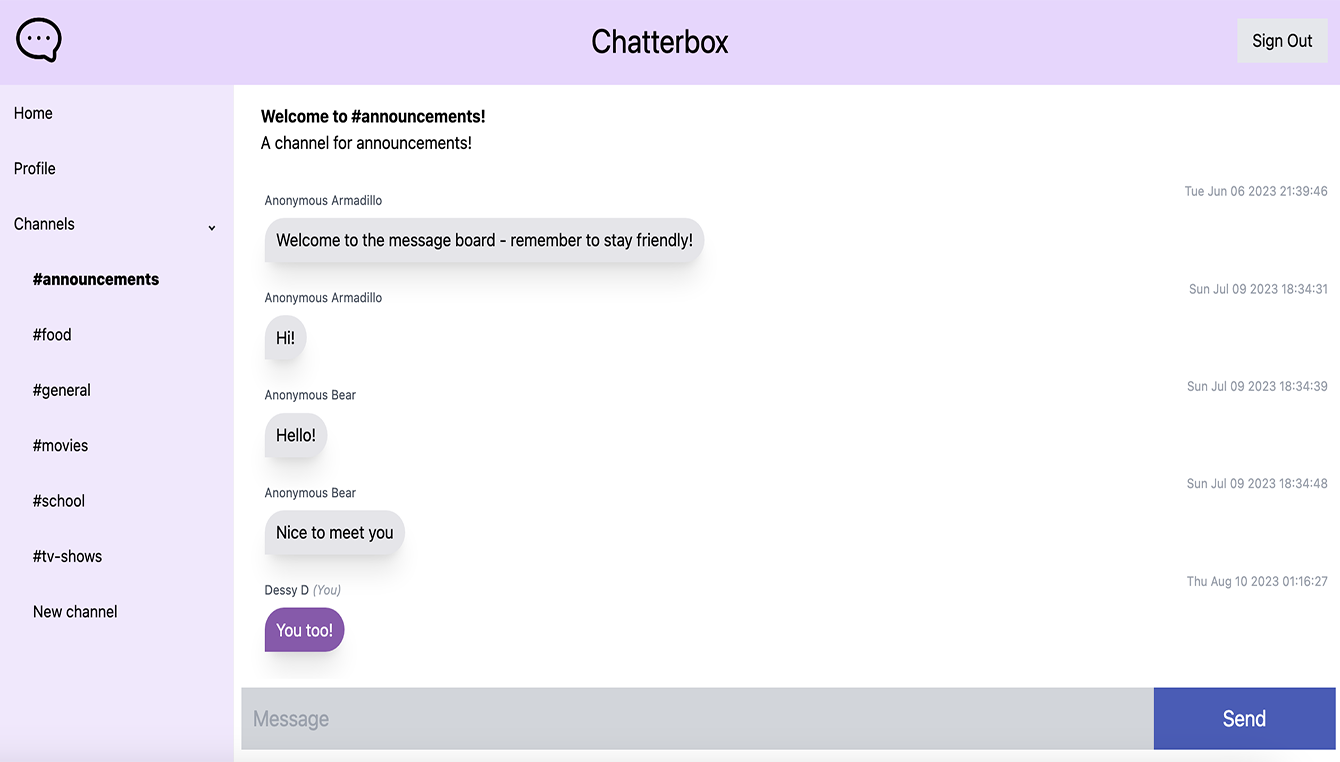 Chatterbox
Sign Out
Home
Profile
Channels
#announcements
#food
#general
#movies
#school
#tv-shows
New channel
Welcome to #announcements!
A channel for announcements!
Anonymous Armadillo
Tue Jun 06 2023 21:39:46
Welcome to the message board - remember to stay friendly!
Anonymous Armadillo
Sun Jul 09 2023 18:34:31
Hi!
Anonymous Bear
Sun Jul 09 2023 18:34:39
Hello!
Anonymous Bear
Sun Jul 09 2023 18:34:48
Nice to meet you
Dessy D (You)
Thu Aug 10 2023 01:16:27
You too!
Message
Send